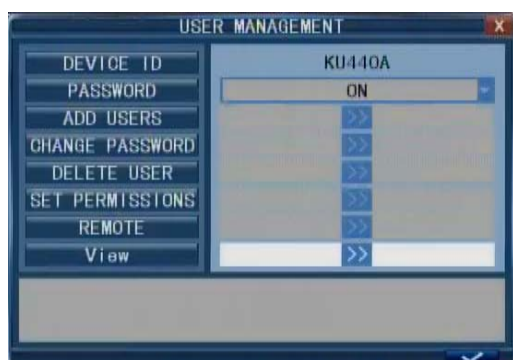 USER MANAGEMENT X
DEVICE ID KU440A
PASSWORD ON
ADD USERS >>
CHANGE PASSWORD >>
DELETE USER >>
SET PERMISSIONS >>
REMOTE >>
View >>